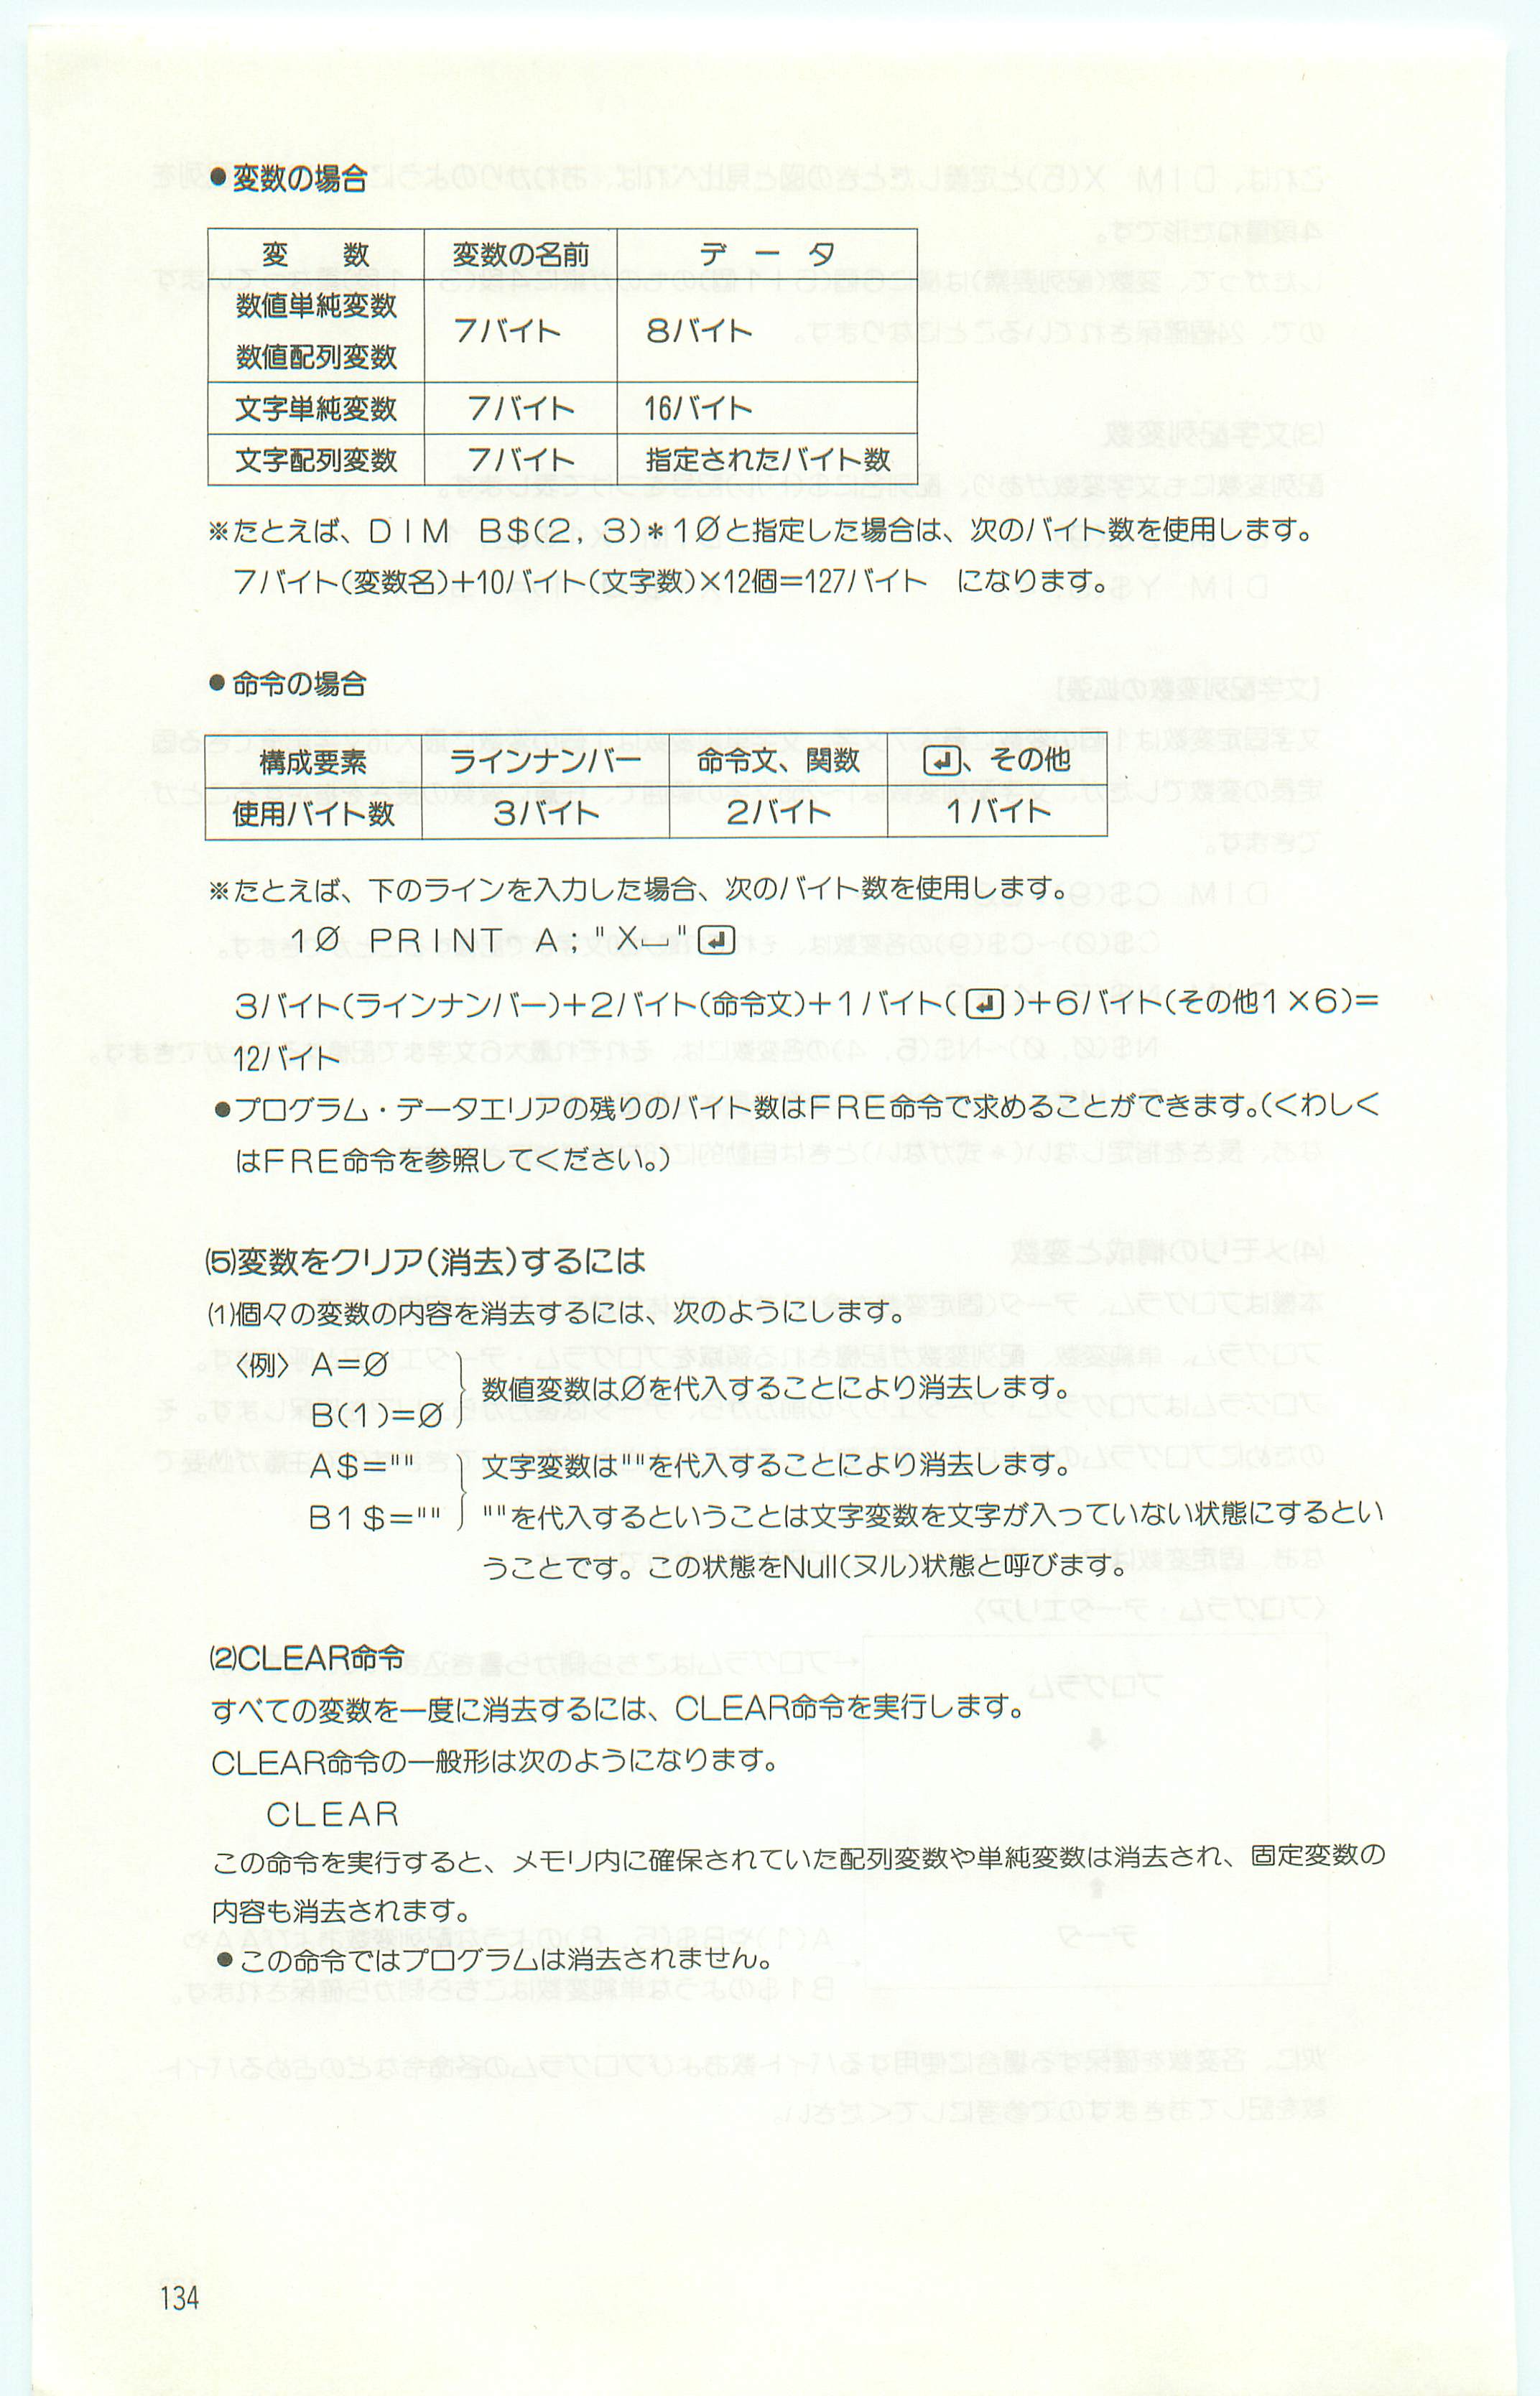 ●変数の場合
変　数　変数の名前　データ
数値単純変数
数値配列変数　7バイト　8バイト
文字単純変数　7バイト　16バイト
文字配列変数　7バイト　指定されたバイト数
※たとえば、DIM B$(2, 3)*10と指定した場合は、次のバイト数を使用します。
7バイト(変数名)+10バイト(文字数)×12個=127バイト　になります。
●命令の場合
構成要素　ラインナンバー　命令文、関数　↵、その他
使用バイト数　3バイト　2バイト　1バイト
※たとえば、下のラインを入力した場合、次のバイト数を使用します。
10 PRINT A;"X␣"↵
3バイト(ラインナンバー)+2バイト(命令文)+1バイト(↵)+6バイト(その他1×6)=
12バイト
●プログラム・データエリアの残りのバイト数はFRE命令で求めることができます。(くわしく
はFRE命令を参照してください。)
(5)変数をクリア(消去)するには
(1)個々の変数の内容を消去するには、次のようにします。
〈例〉A=0
B(1)=0
数値変数は0を代入することにより消去します。
A$=""
B1$=""
文字変数は""を代入することにより消去します。
""を代入するということは文字変数を文字が入っていない状態にするとい
うことです。この状態をNull(ヌル)状態と呼びます。
(2)CLEAR命令
すべての変数を一度に消去するには、CLEAR命令を実行します。
CLEAR命令の一般形は次のようになります。
CLEAR
この命令を実行すると、メモリ内に確保されていた配列変数や単純変数は消去され、固定変数の
内容も消去されます。
●この命令ではプログラムは消去されません。
134